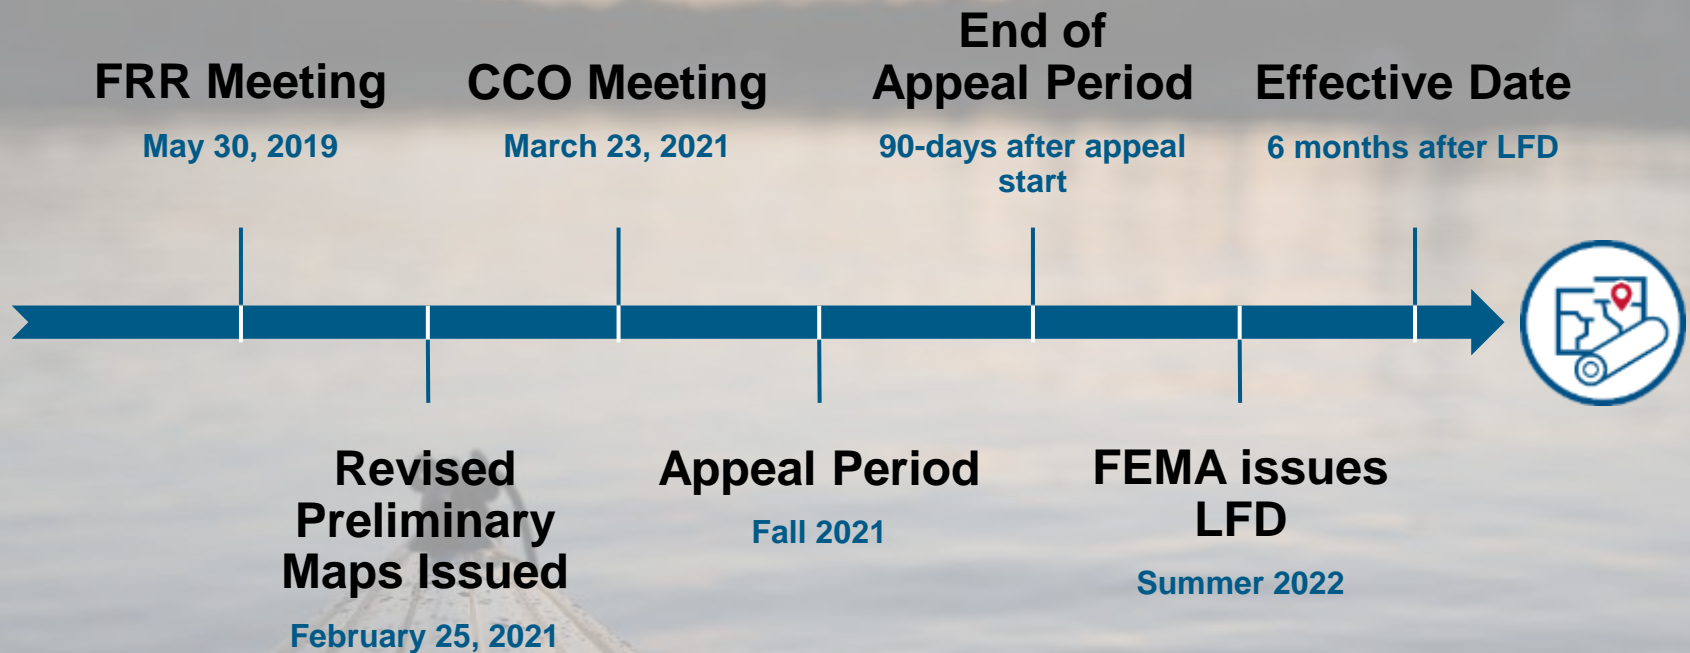 FRR Meeting
May 30, 2019
Revised
Preliminary
Maps Issued
February 25, 2021
CCO Meeting
March 23, 2021
Appeal Period
Fall 2021
End of
Appeal Period
90-days after appeal
start
FEMA issues
LFD
Summer 2022
Effective Date
6 months after LFD